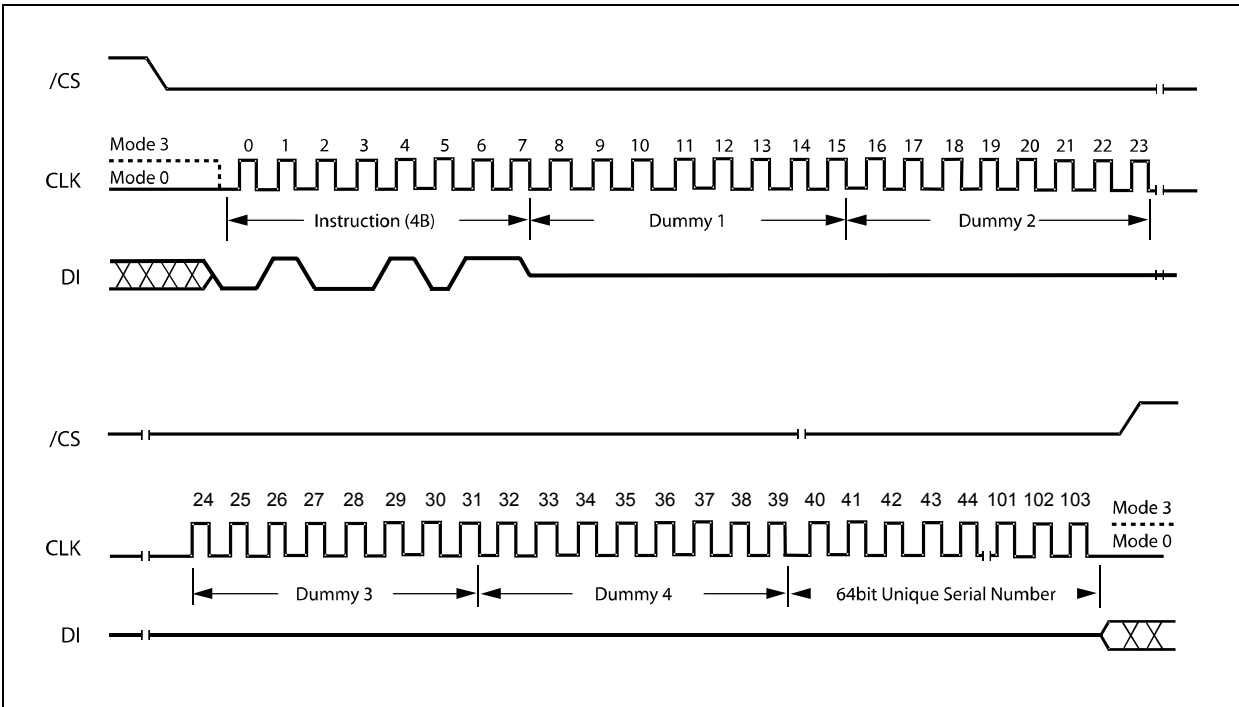 /CS
Mode 3
0 1 2 3 4 5 6 7 8 9 10 11 12 13 14 15 16 17 18 19 20 21 22 23
CLK
Mode 0
Instruction (4B) Dummy 1 Dummy 2
DI
/CS
24 25 26 27 28 29 30 31 32 33 34 35 36 37 38 39 40 41 42 43 44 101 102 103
Mode 3
CLK
Mode 0
Dummy 3 Dummy 4 64bit Unique Serial Number
DI